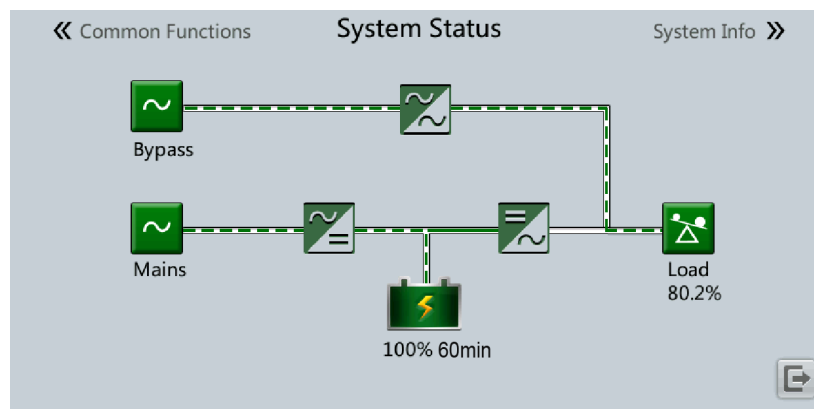 Common Functions
System Status
System Info
Bypass
Mains
Load
80.2%
100% 60min